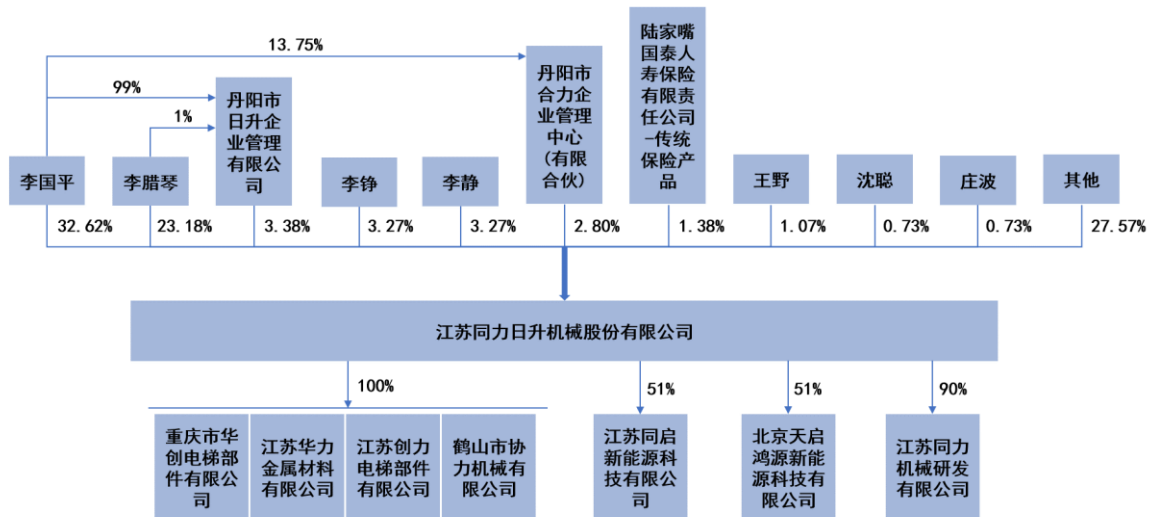 13.75%
99%
1%
李国平
李腊琴
丹阳市
日升企
业管理
有限公
司
李铮
李静
丹阳市
合力企
业管理
中心
(有限
合伙)
陆家嘴
国泰人
寿保险
有限责
任公司
-传统
保险产
品
王野
沈聪
庄波
其他
32.62%
23.18%
3.38%
3.27%
3.27%
2.80%
1.38%
1.07%
0.73%
0.73%
27.57%
江苏同力日升机械股份有限公司
100%
51%
51%
90%
重庆市华
创电梯部
件有限公
司
江苏华力
金属材料
有限公司
江苏创力
电梯部件
有限公司
鹤山市协
力机械有
限公司
江苏同启
新能源科
技有限公
司
北京天启
鸿源新能
源科技有
限公司
江苏同力
机械研发
有限公司